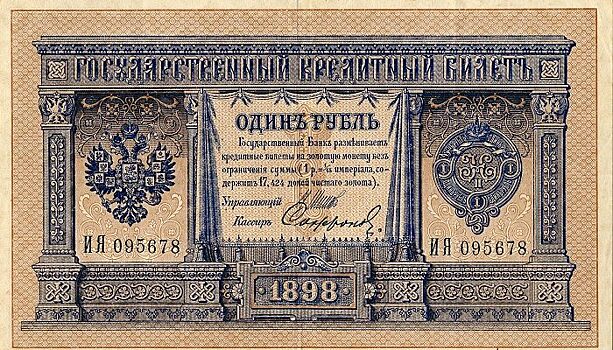 ГОСУДАРСТВЕННЫЙ КРЕДИТНЫЙ БИЛЕТЪ
ОДИНЪ РУБЛЬ
Государственный Банкъ размѣниваетъ
кредитные билеты на золотую монету безъ
ограниченія суммы (1 р.=1/15 имперіала, со-
держитъ 17,424 долей чистаго золота).
Управляющій
Кассиръ Софроновъ
ИЯ 095678
ИЯ 095678
1898